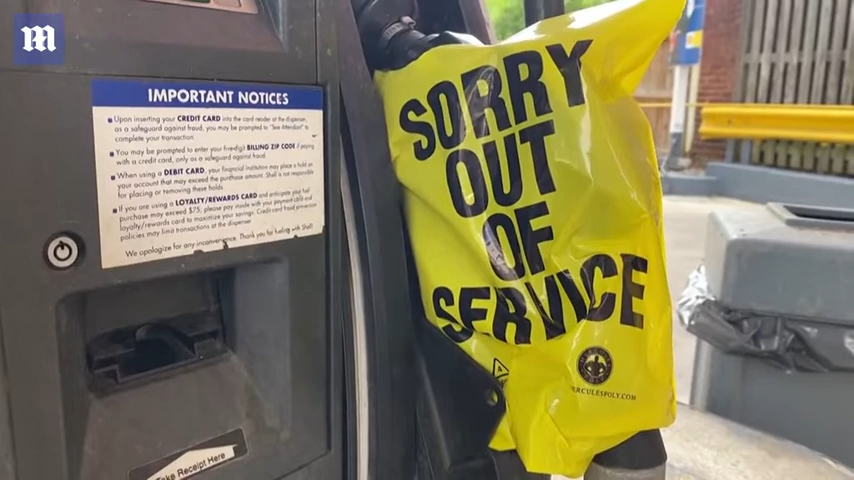 m
IMPORTANT NOTICES
Upon inserting your CREDIT CARD into the card reader at the dispenser,
as a safeguard against fraud, you may be prompted to "See Attendant" to
complete your transaction.
You may be prompted to enter your five-digit BILLING ZIP CODE if paying
with a credit card, only as a safeguard against fraud.
When using a DEBIT CARD, your financial institution may place a hold on
your account that may exceed the purchase amount. Shell is not responsible
for placing or removing these holds.
If you are using a LOYALTY/REWARDS CARD and anticipate your fuel
purchase may exceed $75, please pay inside with your payment card and
loyalty/rewards card to maximize your savings. Credit card fraud prevention
policies may limit transactions at the dispenser.
We apologize for any inconvenience. Thank you for fueling with Shell!
Take Receipt Here
SORRY
OUT
OF
SERVICE
HERCULESPOLY.COM